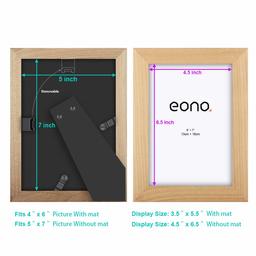 5 inch
Removable
7 inch
4.5 inch
6.5 inch
eono.
Fits 4" x 6" Picture With mat
Fits 5" x 7" Picture Without mat
Display Size: 3.5" x 5.5" With mat
Display Size: 4.5" x 6.5" Without mat